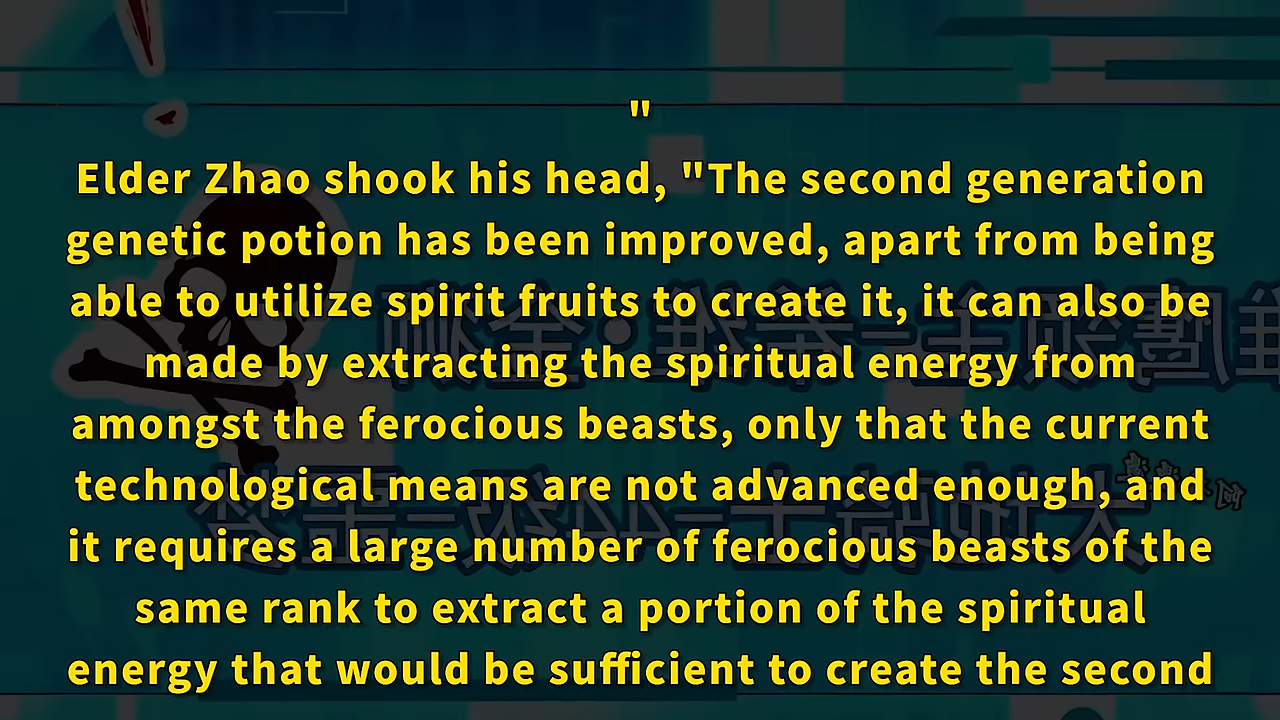 "
Elder Zhao shook his head, "The second generation
genetic potion has been improved, apart from being
able to utilize spirit fruits to create it, it can also be
made by extracting the spiritual energy from
amongst the ferocious beasts, only that the current
technological means are not advanced enough, and
it requires a large number of ferocious beasts of the
same rank to extract a portion of the spiritual
energy that would be sufficient to create the second